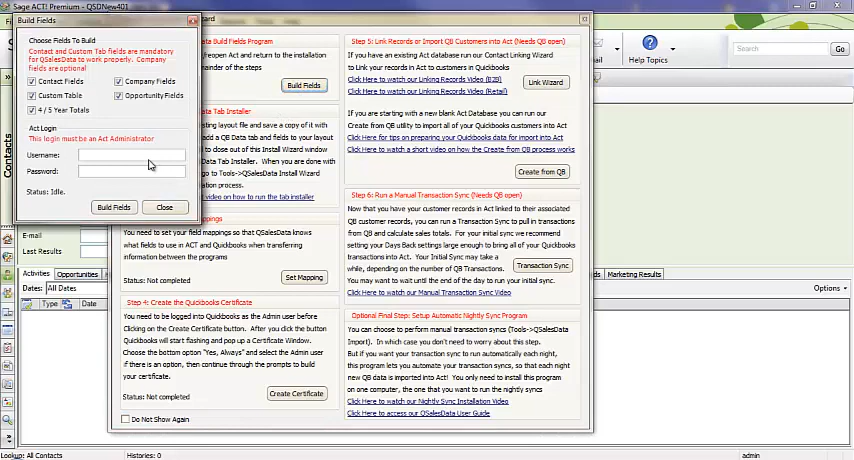 Sage ACT! Premium - QSDNew401
Build Fields
Choose Fields To Build
Contact and Custom Tab fields are mandatory
for QSalesData to work properly. Company
fields are optional
Contact Fields
Company Fields
Custom Table
Opportunity Fields
4 / 5 Year Totals
Act Login
This login must be an Act Administrator
Username:
Password:
Status: Idle.
Build Fields
Close
zard
ata Build Fields Program
reopen Act and return to the installation
mainder of the steps
Build Fields
ata Tab Installer
sting layout file and save a copy of it with
add a QB Data tab and fields to your layout
to close out of this Install Wizard window
Tab Installer. When you are done with
go to Tools->QSalesData Install Wizard
ation process.
t video on how to run the tab installer
Mappings
You need to set your field mappings so that QSalesData knows
what fields to use in ACT and Quickbooks when transferring
information between the programs
Status: Not completed
Set Mapping
Step 4: Create the Quickbooks Certificate
You need to be logged into Quickbooks as the Admin user before
Clicking on the Create Certificate button. After you click the button
Quickbooks will start flashing and pop up a Certificate Window.
Choose the bottom option "Yes, Always" and select the Admin user
if there is an option, then continue through the prompts to build
your certificate.
Status: Not completed
Create Certificate
Do Not Show Again
Step 5: Link Records or Import QB Customers into Act (Needs QB open)
If you have an existing ACT database you can run our Contact Linking Wizard
to Link your records in Act to customers in Quickbooks
Click Here to watch our Linking Records Video (B2B)
Click Here to watch our Linking Records Video (Retail)
Link Wizard
If you are starting with a new blank Act Database you can run our
Create from QB utility to import all of your Quickbooks customers into Act!
Click Here for tips on preparing your Quickbooks data for import into Act!
Click Here to watch a short video on how the Create from QB process works
Create from QB
Step 6: Run a Manual Transaction Sync (Needs QB open)
Now that you have your customer records in Act linked to their associated
QB customer records, you can run a Transaction Sync to pull in transactions
from QB and calculate sales totals. For your initial sync we recommend
setting your Days Back settings large enough to bring all of your Quickbooks
transactions into Act. Your Initial Sync may take a
while, depending on the number of QB Transactions.
You may want to wait until the end of the day to run your initial sync.
Transaction Sync
Click Here to watch our Manual Transaction Sync Video
Optional Final Step: Setup Automatic Nightly Sync Program
You can choose to perform manual transaction syncs (Tools->QSalesData
Import). In which case you don't need to worry about this step.
But if you want your transaction sync to run automatically each night,
this program lets you automate your transaction syncs, so that each night
new QB data is imported into Act! You only need to install this program
on one computer, the one that you want to run the nightly syncs
Click Here to watch our Nightly Sync Installation Video
Click Here to access our QSalesData User Guide
Help Topics
Search
Go
Contacts
E-mail
Last Results
Activities
Opportunities
Marketing Results
Dates:
All Dates
Options
Type
Date
Lookup: All Contacts
Histories: 0
admin